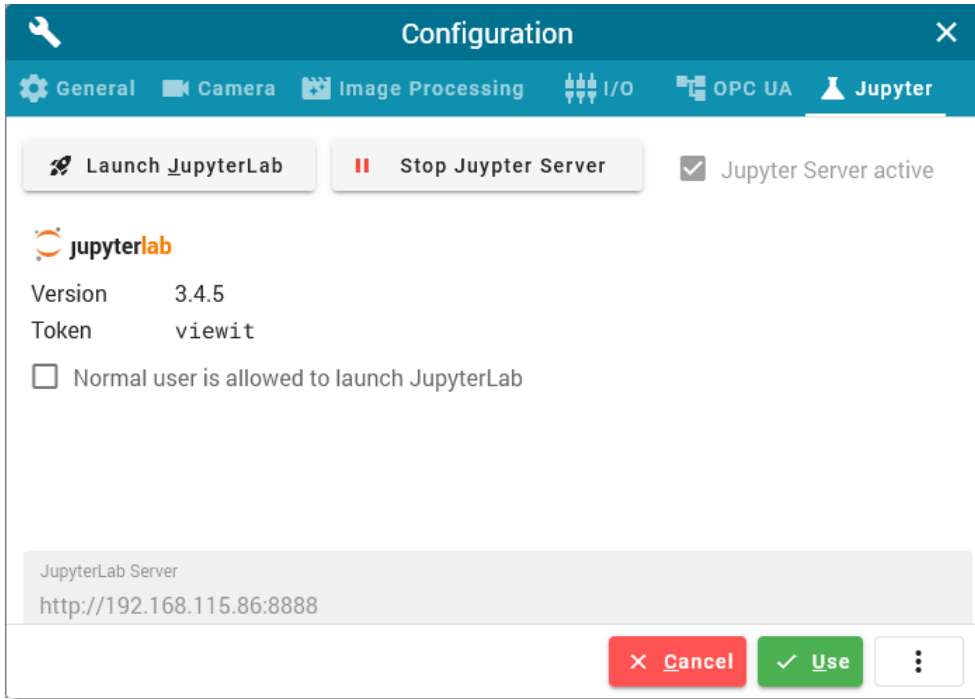 Configuration
General Camera Image Processing I/O OPC UA Jupyter
Launch JupyterLab Stop Juypter Server Jupyter Server active
jupyterlab
Version 3.4.5
Token viewit
Normal user is allowed to launch JupyterLab
JupyterLab Server
http://192.168.115.86:8888
Cancel Use